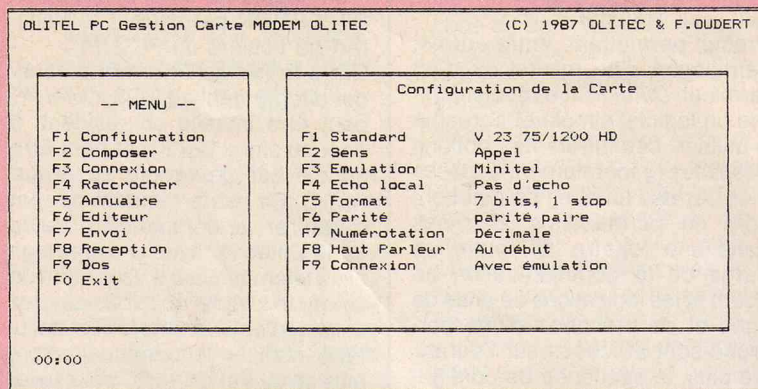 OLITEL PC Gestion Carte MODEM OLITEC (C) 1987 OLITEC & F.OUDERT
-- MENU --
F1 Configuration
F2 Composer
F3 Connexion
F4 Raccrocher
F5 Annuaire
F6 Editeur
F7 Envoi
F8 Reception
F9 Dos
F0 Exit
Configuration de la Carte
F1 Standard V 23 75/1200 HD
F2 Sens Appel
F3 Emulation Minitel
F4 Echo local Pas d'echo
F5 Format 7 bits, 1 stop
F6 Parité parité paire
F7 Numérotation Décimale
F8 Haut Parleur Au début
F9 Connexion Avec émulation
00:00